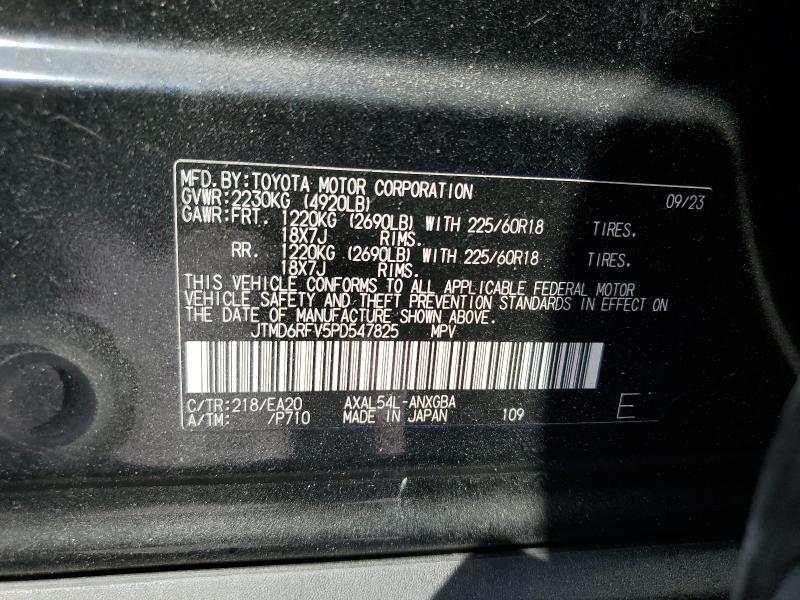 MFD.BY:TOYOTA MOTOR CORPORATION 09/23
GVWR:2230KG (4920LB)
GAWR:FRT. 1220KG (2690LB) WITH 225/60R18 TIRES.
18X7J RIMS.
RR. 1220KG (2690LB) WITH 225/60R18 TIRES.
18X7J RIMS.
THIS VEHICLE CONFORMS TO ALL APPLICABLE FEDERAL MOTOR
VEHICLE SAFETY AND THEFT PREVENTION STANDARDS IN EFFECT ON
THE DATE OF MANUFACTURE SHOWN ABOVE.
JTMD6RFV5PD547825 MPV
C/TR:218/EA20 AXAL54L-ANXGBA
A/TM: /P710 MADE IN JAPAN 109 E